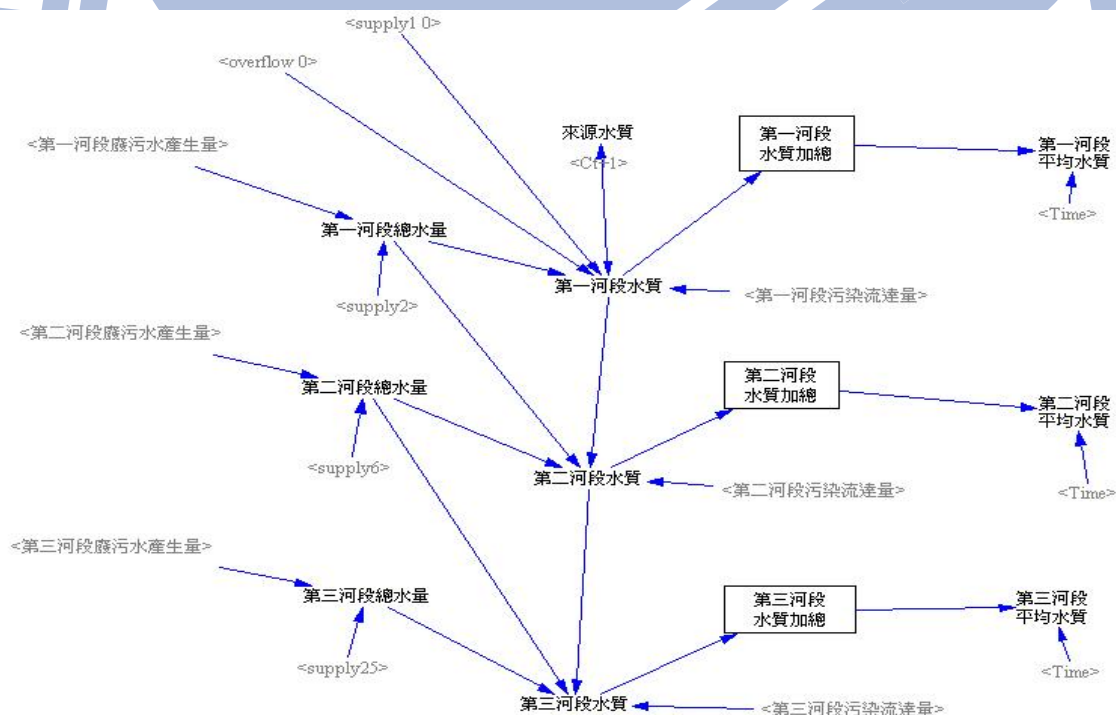 <supply1 0>
<overflow 0>
<第一河段廢污水產生量>
來源水質
第一河段
水質加總
第一河段
平均水質
<Time>
第一河段總水量
第一河段水質
<第一河段污染流達量>
<supply2>
<第二河段廢污水產生量>
第二河段總水量
第二河段
水質加總
第二河段
平均水質
<supply6>
第二河段水質
<第二河段污染流達量>
<Time>
<第三河段廢污水產生量>
第三河段總水量
第三河段
水質加總
第三河段
平均水質
<supply25>
<Time>
第三河段水質
<第三河段污染流達量>